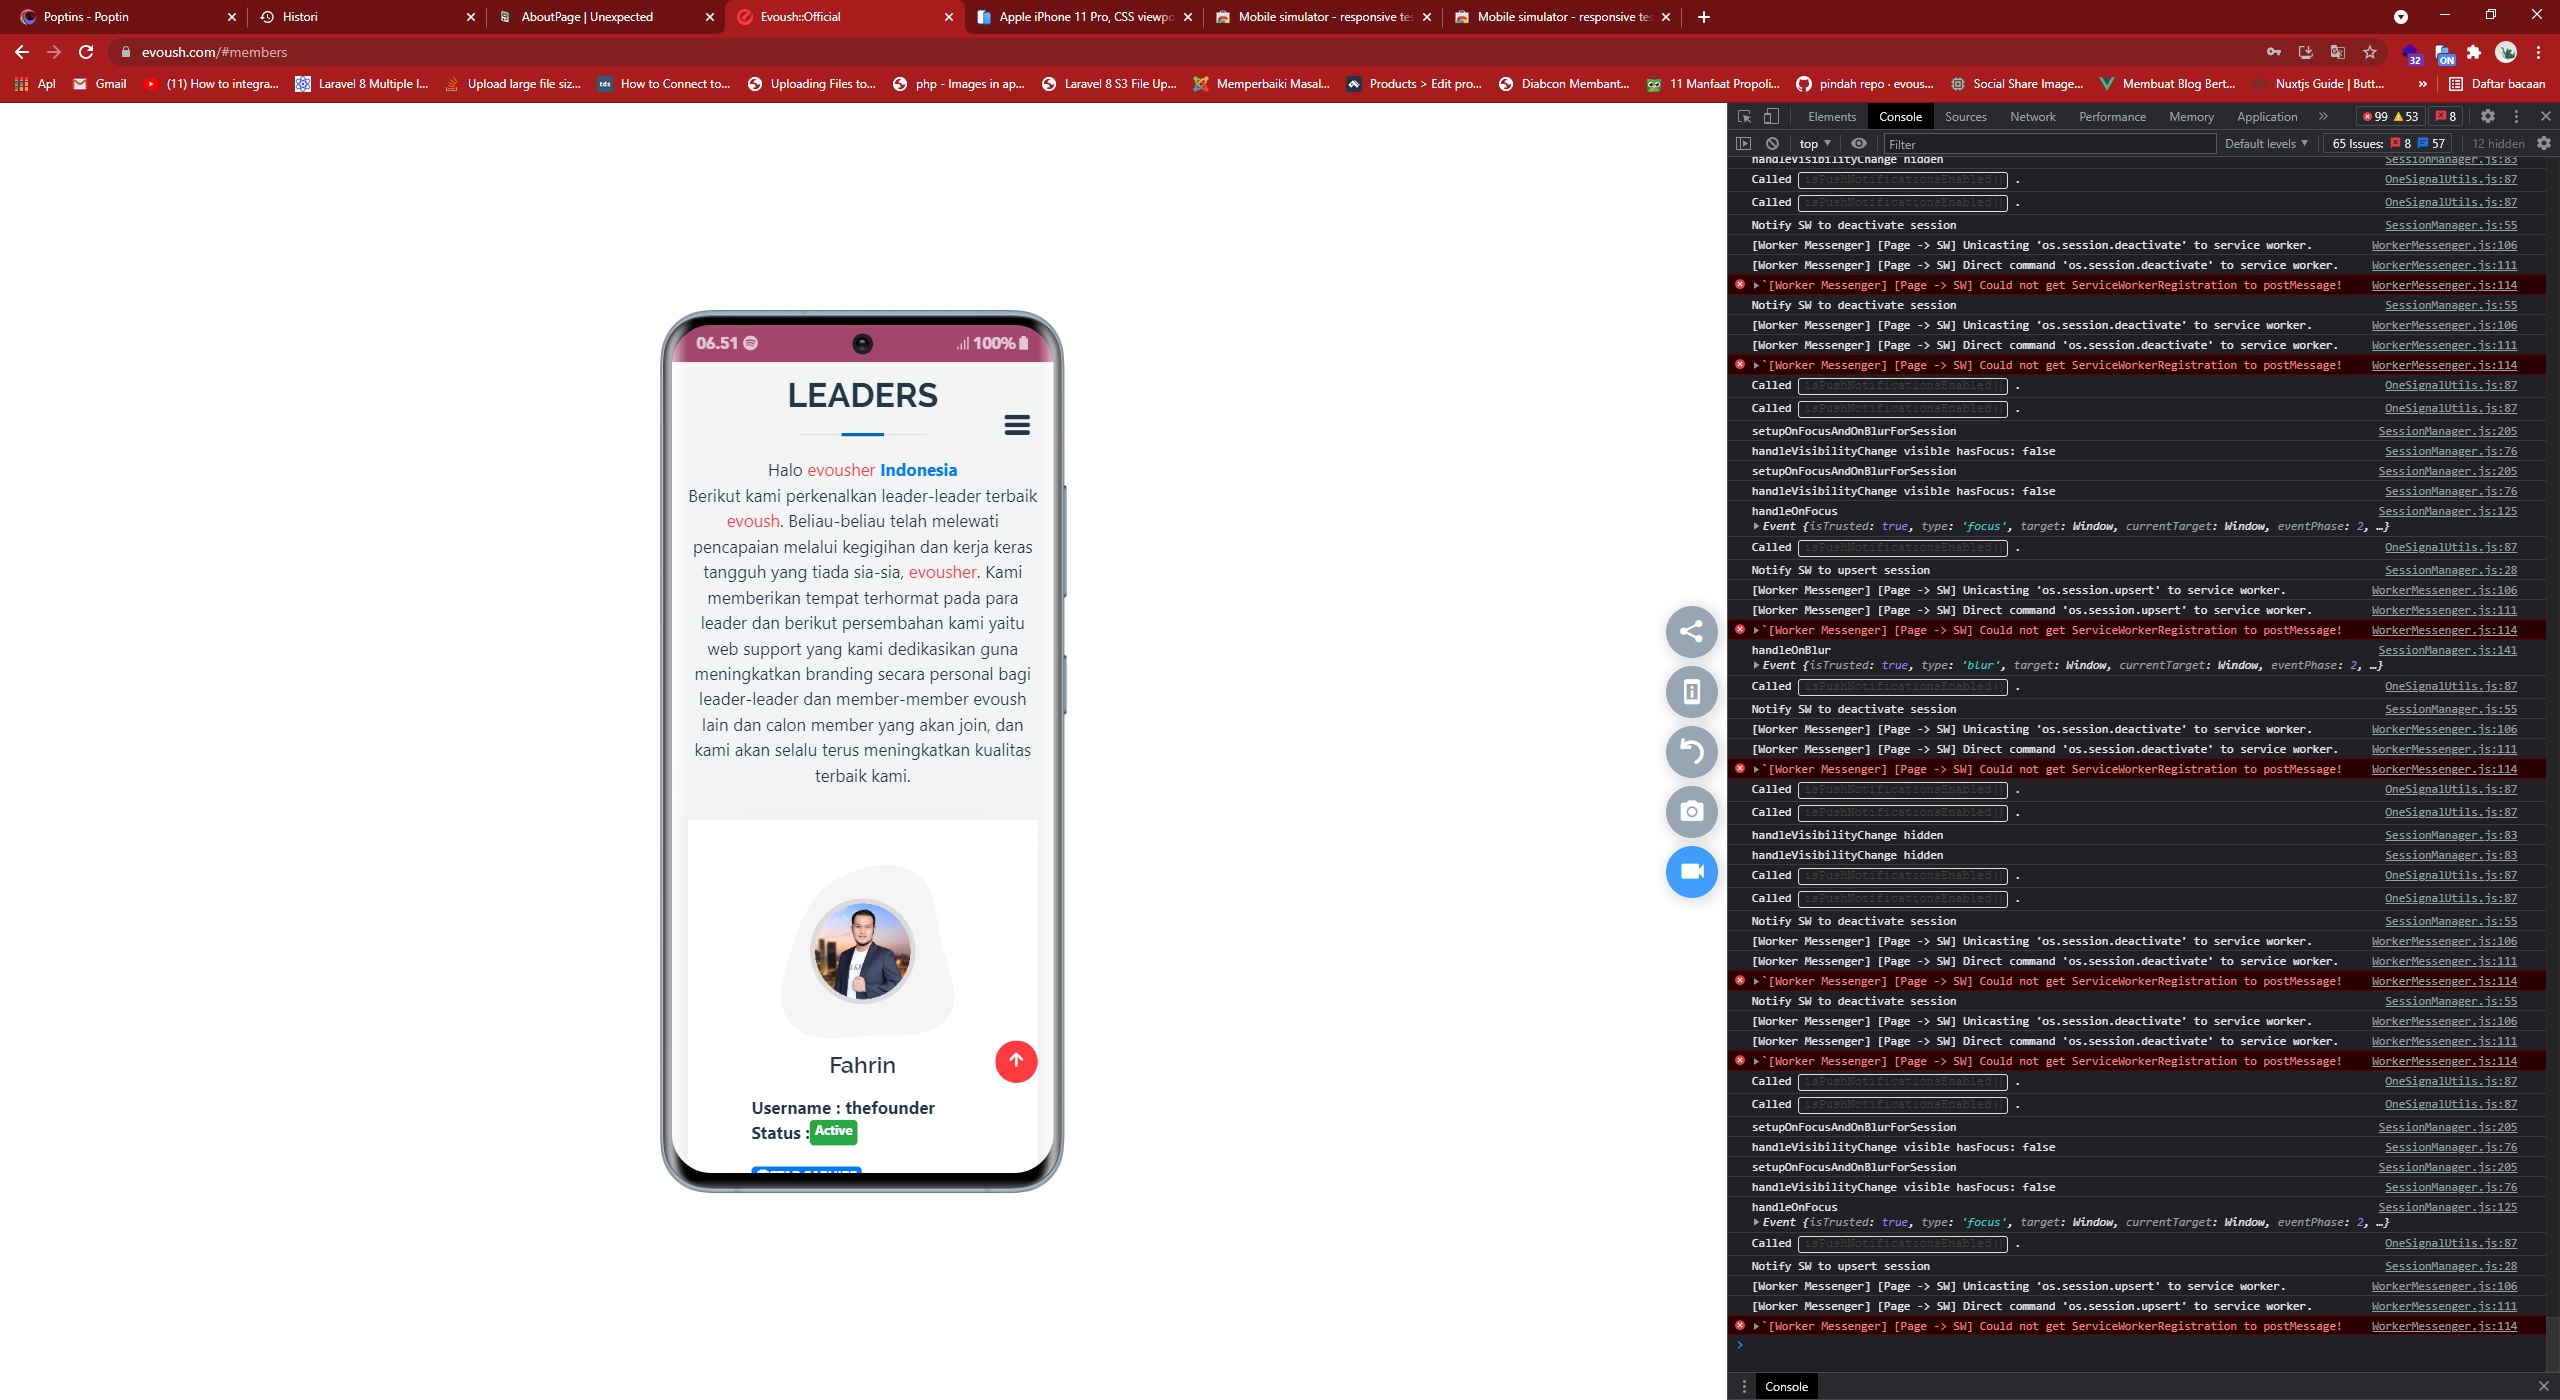 Poptins - Poptin
Histori
AboutPage | Unexpected
Evoush::Official
Apple iPhone 11 Pro, CSS viewpo
Mobile simulator - responsive tes
Mobile simulator - responsive tes
evoush.com/#members
32
ON
Apl
Gmail
(11) How to integra...
Laravel 8 Multiple I...
Upload large file siz...
tds
How to Connect to...
Uploading Files to...
php - Images in ap...
Laravel 8 S3 File Up...
Memperbaiki Masal...
Products > Edit pro...
Diabcon Membant...
11 Manfaat Propoli...
pindah repo · evous...
Social Share Image...
Membuat Blog Bert...
Nuxtjs Guide | Butt...
»
Daftar bacaan
06.51
100%
LEADERS
Halo evousher Indonesia
Berikut kami perkenalkan leader-leader terbaik
evoush. Beliau-beliau telah melewati
pencapaian melalui kegigihan dan kerja keras
tangguh yang tiada sia-sia, evousher. Kami
memberikan tempat terhormat pada para
leader dan berikut persembahan kami yaitu
web support yang kami dedikasikan guna
meningkatkan branding secara personal bagi
leader-leader dan member-member evoush
lain dan calon member yang akan join, dan
kami akan selalu terus meningkatkan kualitas
terbaik kami.
Fahrin
Username : thefounder
Status :Active
Elements Console Sources Network Performance Memory Application » 99 53 8
top Filter Default levels 65 Issues: 8 57 12 hidden
handleVisibilityChange hidden SessionManager.js:83
Called isPushNotificationsEnabled() . OneSignalUtils.js:87
Called isPushNotificationsEnabled() . OneSignalUtils.js:87
Notify SW to deactivate session SessionManager.js:55
[Worker Messenger] [Page -> SW] Unicasting 'os.session.deactivate' to service worker. WorkerMessenger.js:106
[Worker Messenger] [Page -> SW] Direct command 'os.session.deactivate' to service worker. WorkerMessenger.js:111
`[Worker Messenger] [Page -> SW] Could not get ServiceWorkerRegistration to postMessage! WorkerMessenger.js:114
Notify SW to deactivate session SessionManager.js:55
[Worker Messenger] [Page -> SW] Unicasting 'os.session.deactivate' to service worker. WorkerMessenger.js:106
[Worker Messenger] [Page -> SW] Direct command 'os.session.deactivate' to service worker. WorkerMessenger.js:111
`[Worker Messenger] [Page -> SW] Could not get ServiceWorkerRegistration to postMessage! WorkerMessenger.js:114
Called isPushNotificationsEnabled() . OneSignalUtils.js:87
Called isPushNotificationsEnabled() . OneSignalUtils.js:87
setupOnFocusAndOnBlurForSession SessionManager.js:205
handleVisibilityChange visible hasFocus: false SessionManager.js:76
setupOnFocusAndOnBlurForSession SessionManager.js:205
handleVisibilityChange visible hasFocus: false SessionManager.js:76
handleOnFocus SessionManager.js:125
Event {isTrusted: true, type: 'focus', target: Window, currentTarget: Window, eventPhase: 2, …}
Called isPushNotificationsEnabled() . OneSignalUtils.js:87
Notify SW to upsert session SessionManager.js:28
[Worker Messenger] [Page -> SW] Unicasting 'os.session.upsert' to service worker. WorkerMessenger.js:106
[Worker Messenger] [Page -> SW] Direct command 'os.session.upsert' to service worker. WorkerMessenger.js:111
`[Worker Messenger] [Page -> SW] Could not get ServiceWorkerRegistration to postMessage! WorkerMessenger.js:114
handleOnBlur SessionManager.js:141
Event {isTrusted: true, type: 'blur', target: Window, currentTarget: Window, eventPhase: 2, …}
Called isPushNotificationsEnabled() . OneSignalUtils.js:87
Notify SW to deactivate session SessionManager.js:55
[Worker Messenger] [Page -> SW] Unicasting 'os.session.deactivate' to service worker. WorkerMessenger.js:106
[Worker Messenger] [Page -> SW] Direct command 'os.session.deactivate' to service worker. WorkerMessenger.js:111
`[Worker Messenger] [Page -> SW] Could not get ServiceWorkerRegistration to postMessage! WorkerMessenger.js:114
Called isPushNotificationsEnabled() . OneSignalUtils.js:87
Called isPushNotificationsEnabled() . OneSignalUtils.js:87
handleVisibilityChange hidden SessionManager.js:83
handleVisibilityChange hidden SessionManager.js:83
Called isPushNotificationsEnabled() . OneSignalUtils.js:87
Called isPushNotificationsEnabled() . OneSignalUtils.js:87
Notify SW to deactivate session SessionManager.js:55
[Worker Messenger] [Page -> SW] Unicasting 'os.session.deactivate' to service worker. WorkerMessenger.js:106
[Worker Messenger] [Page -> SW] Direct command 'os.session.deactivate' to service worker. WorkerMessenger.js:111
`[Worker Messenger] [Page -> SW] Could not get ServiceWorkerRegistration to postMessage! WorkerMessenger.js:114
Notify SW to deactivate session SessionManager.js:55
[Worker Messenger] [Page -> SW] Unicasting 'os.session.deactivate' to service worker. WorkerMessenger.js:106
[Worker Messenger] [Page -> SW] Direct command 'os.session.deactivate' to service worker. WorkerMessenger.js:111
`[Worker Messenger] [Page -> SW] Could not get ServiceWorkerRegistration to postMessage! WorkerMessenger.js:114
Called isPushNotificationsEnabled() . OneSignalUtils.js:87
Called isPushNotificationsEnabled() . OneSignalUtils.js:87
setupOnFocusAndOnBlurForSession SessionManager.js:205
handleVisibilityChange visible hasFocus: false SessionManager.js:76
setupOnFocusAndOnBlurForSession SessionManager.js:205
handleVisibilityChange visible hasFocus: false SessionManager.js:76
handleOnFocus SessionManager.js:125
Event {isTrusted: true, type: 'focus', target: Window, currentTarget: Window, eventPhase: 2, …}
Called isPushNotificationsEnabled() . OneSignalUtils.js:87
Notify SW to upsert session SessionManager.js:28
[Worker Messenger] [Page -> SW] Unicasting 'os.session.upsert' to service worker. WorkerMessenger.js:106
[Worker Messenger] [Page -> SW] Direct command 'os.session.upsert' to service worker. WorkerMessenger.js:111
`[Worker Messenger] [Page -> SW] Could not get ServiceWorkerRegistration to postMessage! WorkerMessenger.js:114
Console